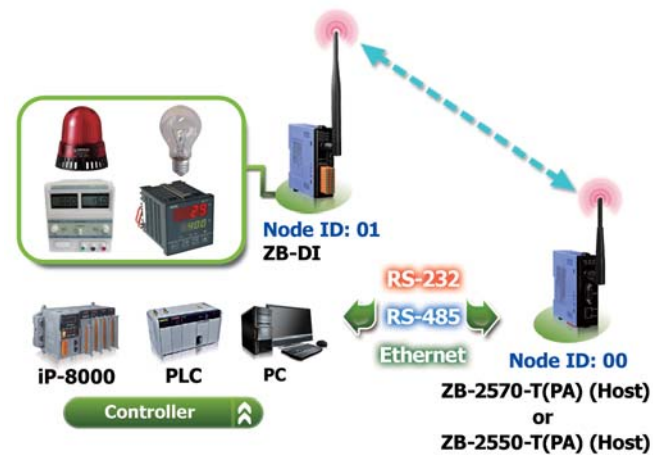 Node ID: 01
ZB-DI
RS-232
RS-485
Ethernet
iP-8000
PLC
PC
Controller
Node ID: 00
ZB-2570-T(PA) (Host)
or
ZB-2550-T(PA) (Host)